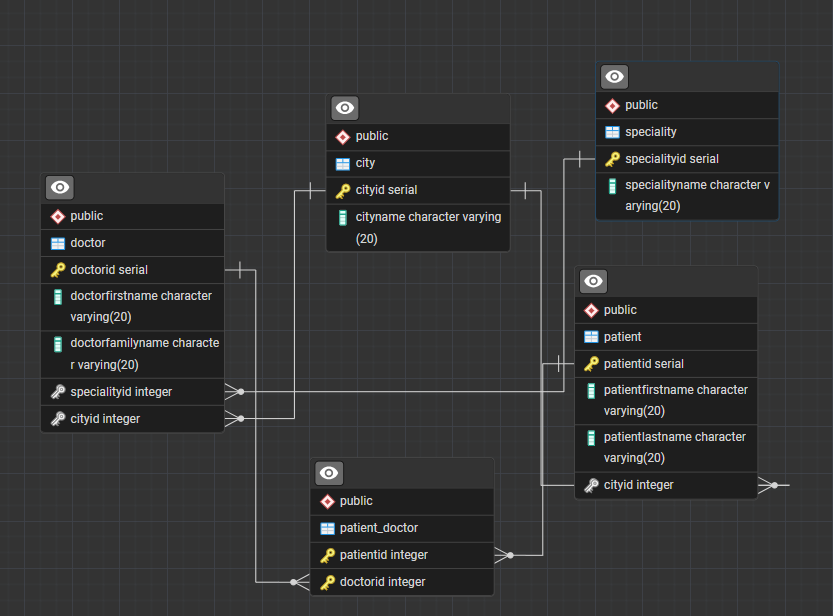 public
doctor
doctorid serial
doctorfirstname character
varying(20)
doctorfamilyname characte
r varying(20)
specialityid integer
cityid integer
public
city
cityid serial
cityname character varying
(20)
public
speciality
specialityid serial
specialityname character v
arying(20)
public
patient
patientid serial
patientfirstname character
varying(20)
patientlastname character
varying(20)
cityid integer
public
patient_doctor
patientid integer
doctorid integer